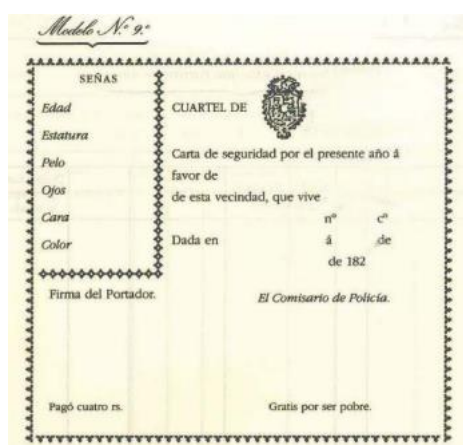 Modelo N.º 9.º
SEÑAS
Edad
Estatura
Pelo
Ojos
Cara
Color
CUARTEL DE
Carta de seguridad por el presente año á
favor de
de esta vecindad, que vive
nº cº
Dada en á de
de 182
Firma del Portador.
El Comisario de Policía.
Pagó cuatro rs.
Gratis por ser pobre.